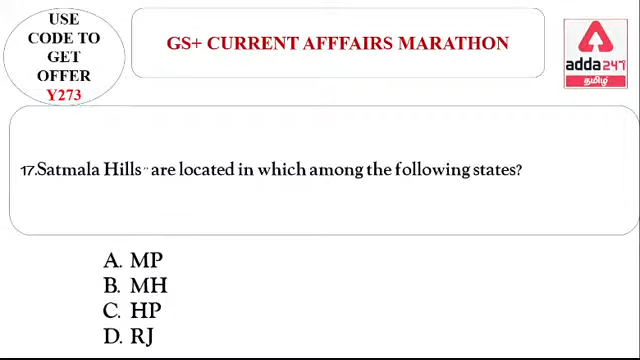 USE
CODE TO
GET
OFFER
Y273
GS+ CURRENT AFFFAIRS MARATHON
adda247
தமிழ்
17.Satmala Hills" are located in which among the following states?
A. MP
B. MH
C. HP
D. RJ